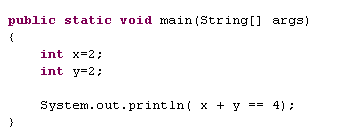 public static void main(String[] args)
{
    int x=2;
    int y=2;

    System.out.println( x + y == 4);
}